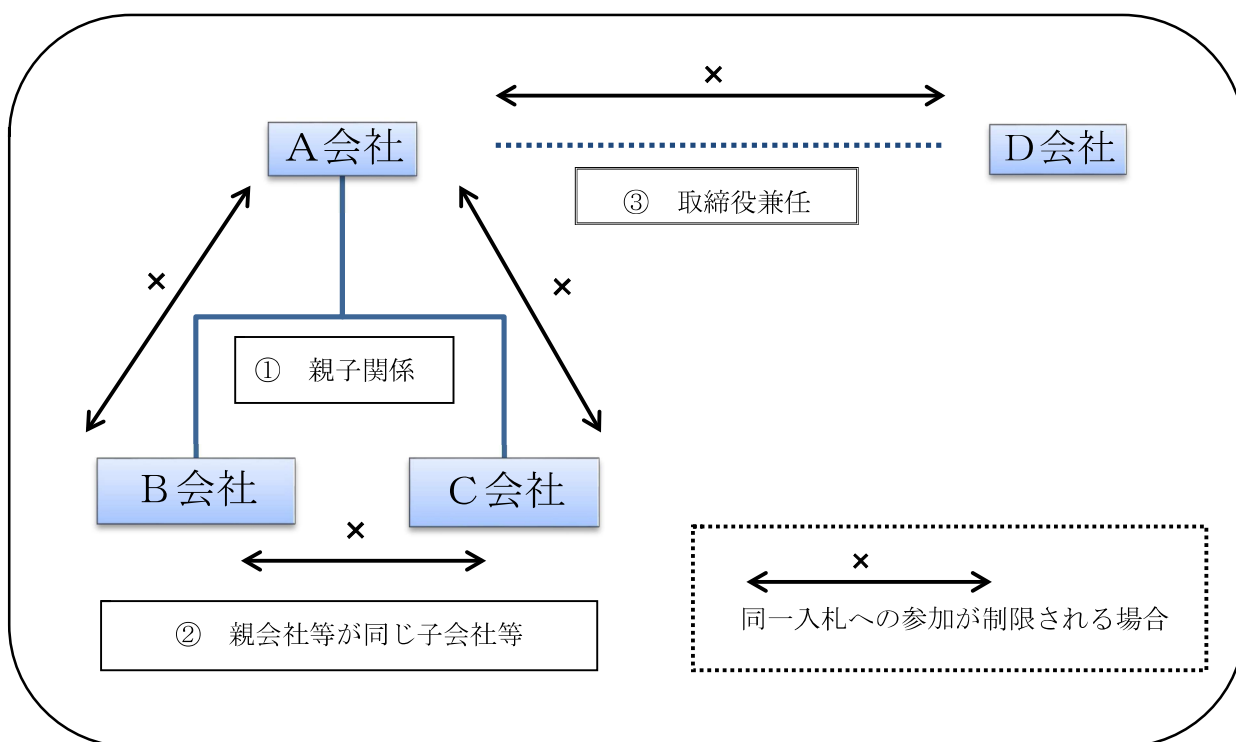 ×
A会社
D会社
③ 取締役兼任
×
×
① 親子関係
B会社
C会社
×
② 親会社等が同じ子会社等
×
同一入札への参加が制限される場合